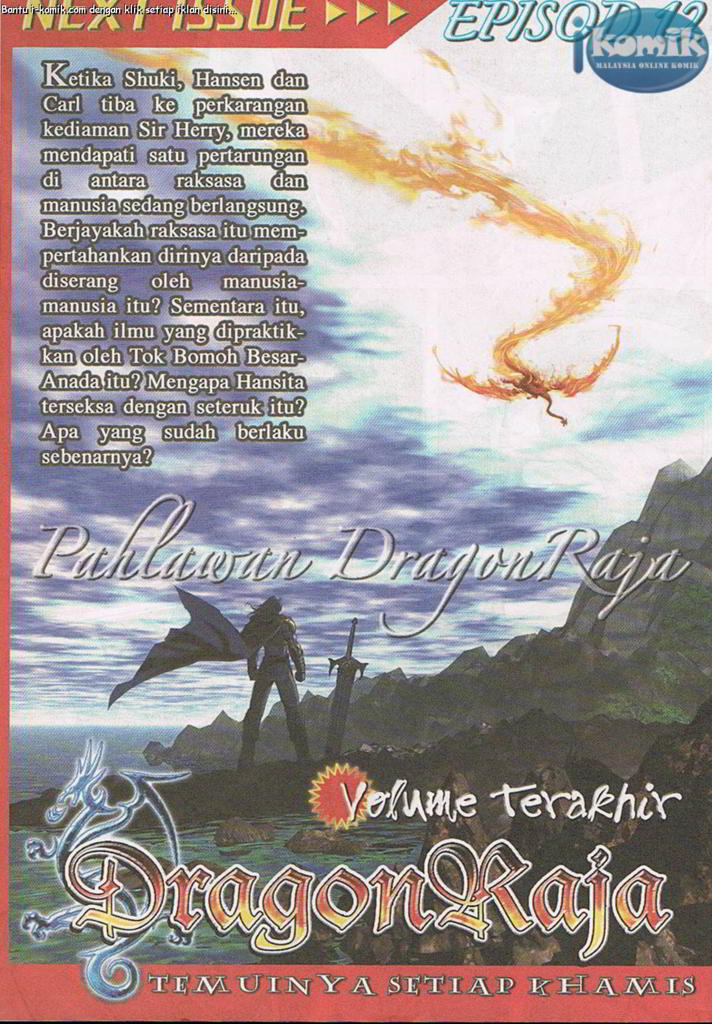 Bantu i-komik.com dengan klik setiap iklan disini...
NEXT ISSUE
EPISOD 12
i komik
MALAYSIA ONLINE KOMIK
Ketika Shuki, Hansen dan
Carl tiba ke perkarangan
kediaman Sir Herry, mereka
mendapati satu pertarungan
di antara raksasa dan
manusia sedang berlangsung.
Berjayakah raksasa itu mem-
pertahankan dirinya daripada
diserang oleh manusia-
manusia itu? Sementara itu,
apakah ilmu yang dipraktik-
kan oleh Tok Bomoh Besar-
Anada itu? Mengapa Hansita
terseksa dengan seteruk itu?
Apa yang sudah berlaku
sebenarnya?
Pahlawan DragonRaja
Volume Terakhir
DragonRaja
TEMUINYA SETIAP KHAMIS